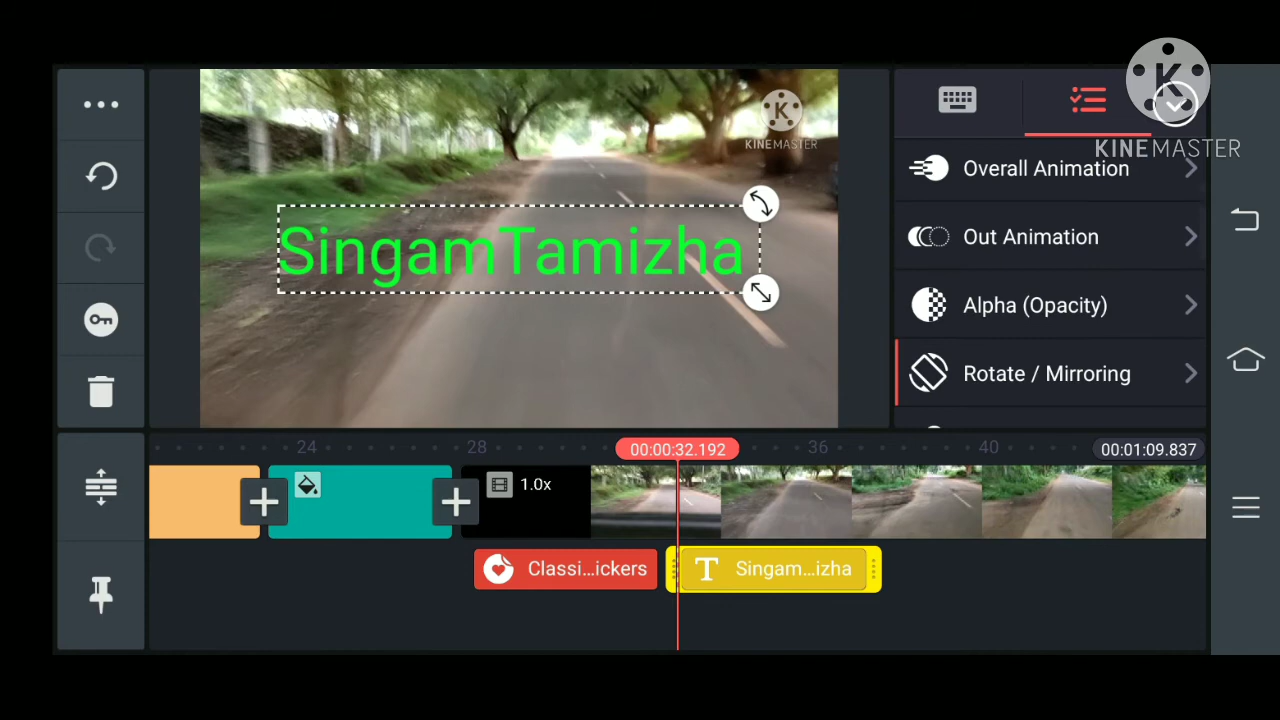 KINEMASTER
KINEMASTER
SingamTamizha
Overall Animation
Out Animation
Alpha (Opacity)
Rotate / Mirroring
24
28
00:00:32.192
36
40
00:01:09.837
1.0x
Classi...ickers
Singam...izha